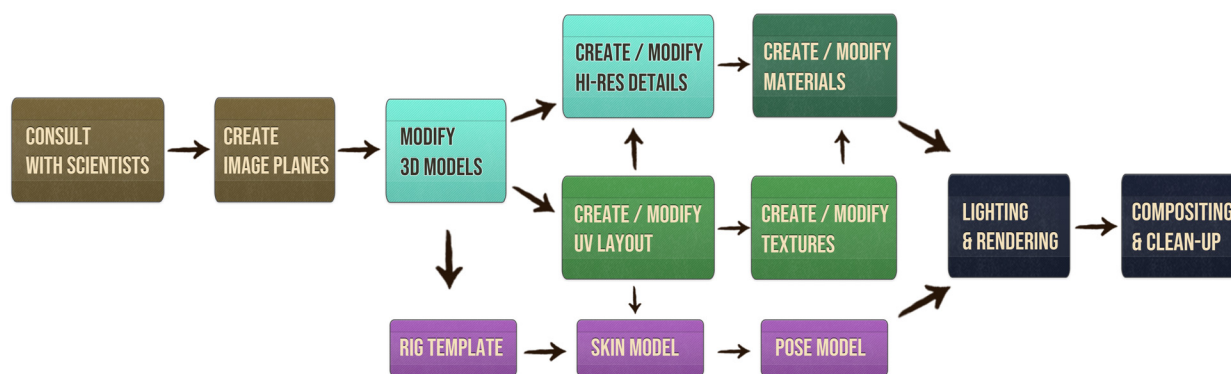 CONSULT
WITH SCIENTISTS
CREATE
IMAGE PLANES
MODIFY
3D MODELS
CREATE / MODIFY
HI-RES DETAILS
CREATE / MODIFY
MATERIALS
CREATE / MODIFY
UV LAYOUT
CREATE / MODIFY
TEXTURES
RIG TEMPLATE
SKIN MODEL
POSE MODEL
LIGHTING
& RENDERING
COMPOSITING
& CLEAN-UP